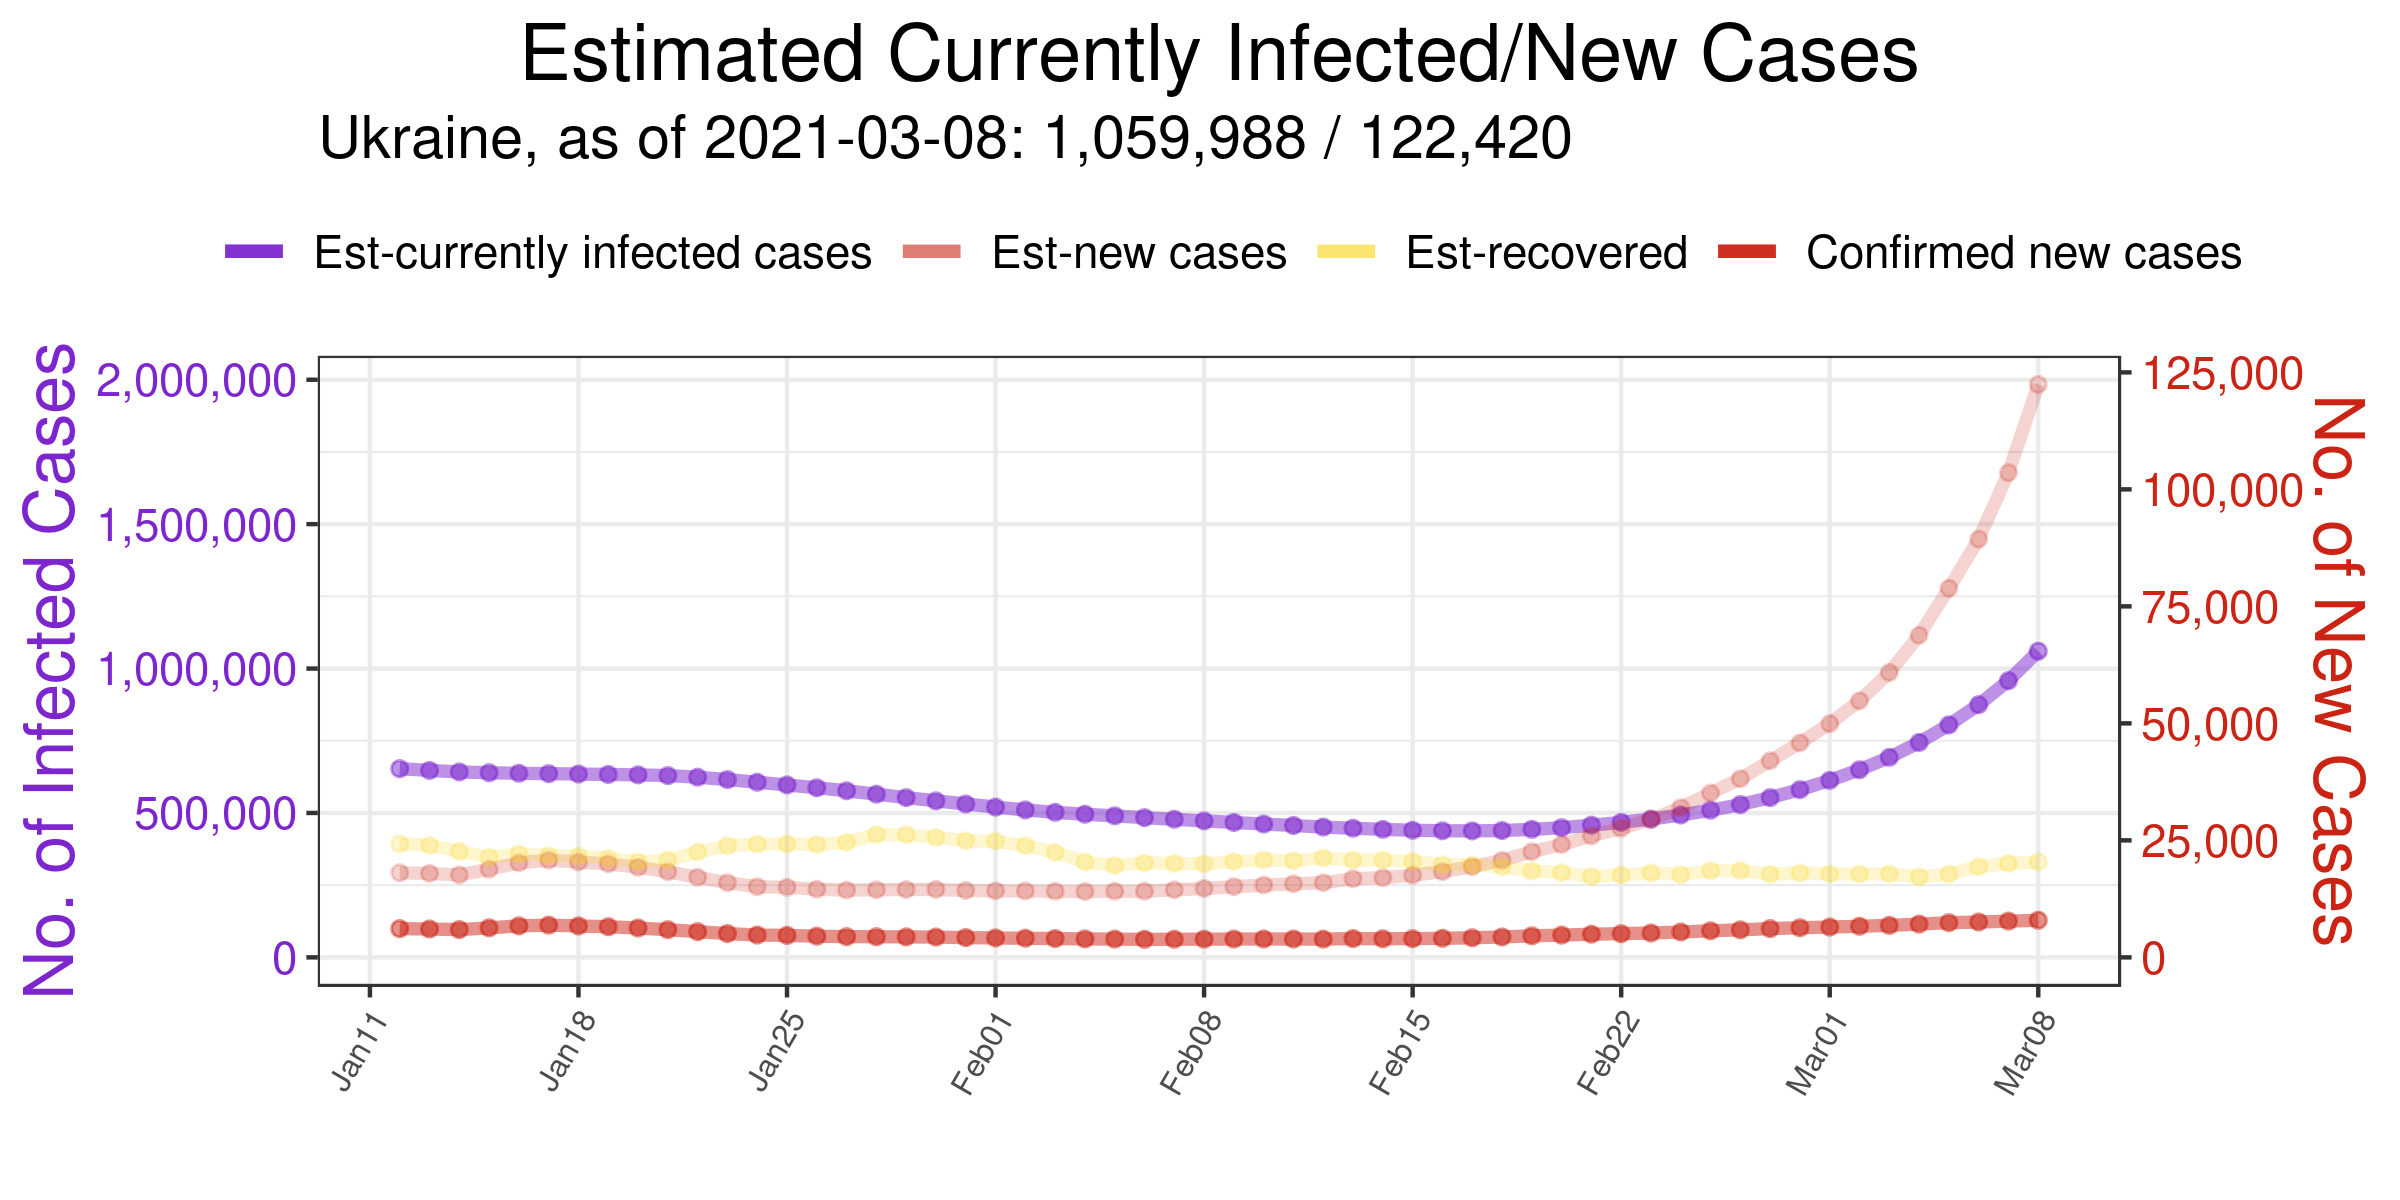 Estimated Currently Infected/New Cases
Ukraine, as of 2021-03-08: 1,059,988 / 122,420
Est-currently infected cases Est-new cases Est-recovered Confirmed new cases
No. of Infected Cases
2,000,000
1,500,000
1,000,000
500,000
0
125,000
100,000
75,000
50,000
25,000
0
No. of New Cases
Jan11 Jan18 Jan25 Feb01 Feb08 Feb15 Feb22 Mar01 Mar08